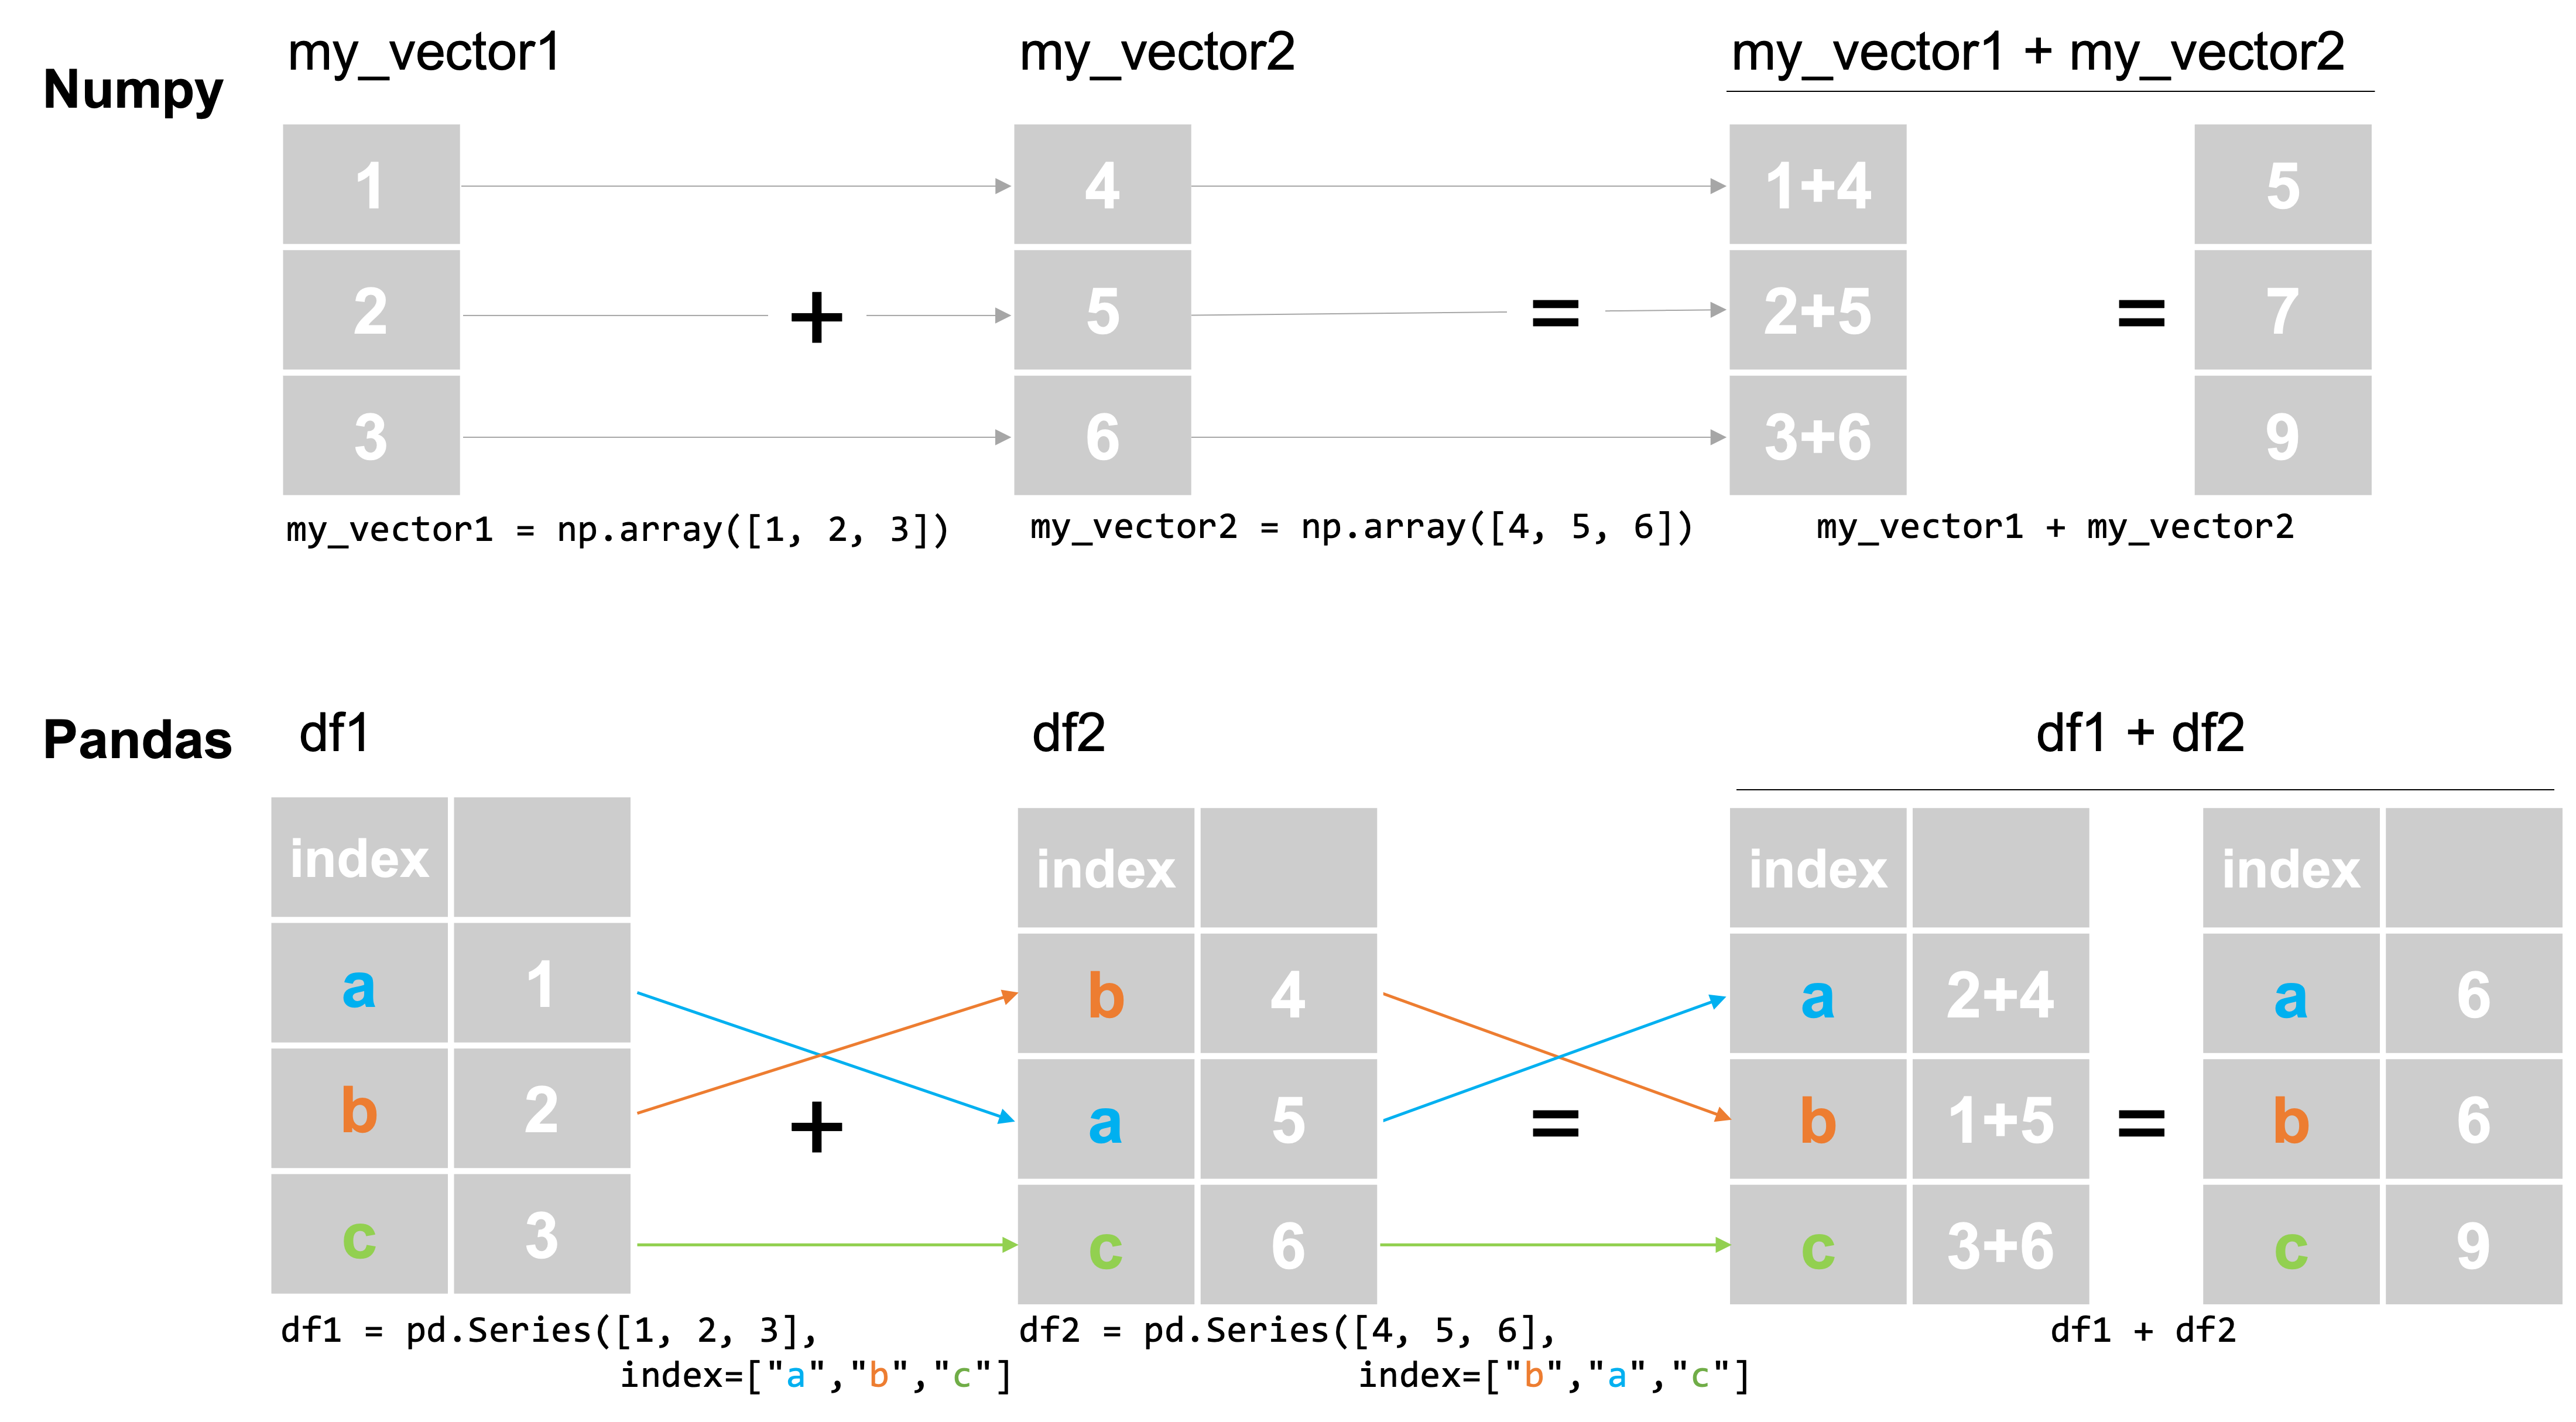 Numpy
my_vector1
my_vector2
my_vector1 + my_vector2
1
4
1+4
5
2
+
5
=
2+5
=
7
3
6
3+6
9
my_vector1 = np.array([1, 2, 3])
my_vector2 = np.array([4, 5, 6])
my_vector1 + my_vector2
Pandas
df1
df2
df1 + df2
index
index
index
index
a 1
b 4
a 2+4
a 6
b 2
+
a 5
=
b 1+5
=
b 6
c 3
c 6
c 3+6
c 9
df1 = pd.Series([1, 2, 3],
index=["a","b","c"]
df2 = pd.Series([4, 5, 6],
index=["b","a","c"]
df1 + df2